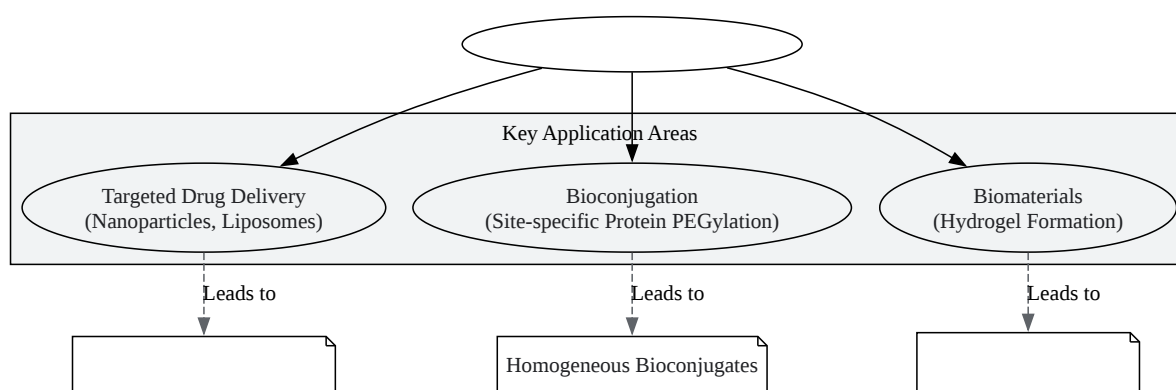 Key Application Areas
Targeted Drug Delivery
(Nanoparticles, Liposomes)
Bioconjugation
(Site-specific Protein PEGylation)
Biomaterials
(Hydrogel Formation)
Leads to
Leads to
Leads to
Homogeneous Bioconjugates